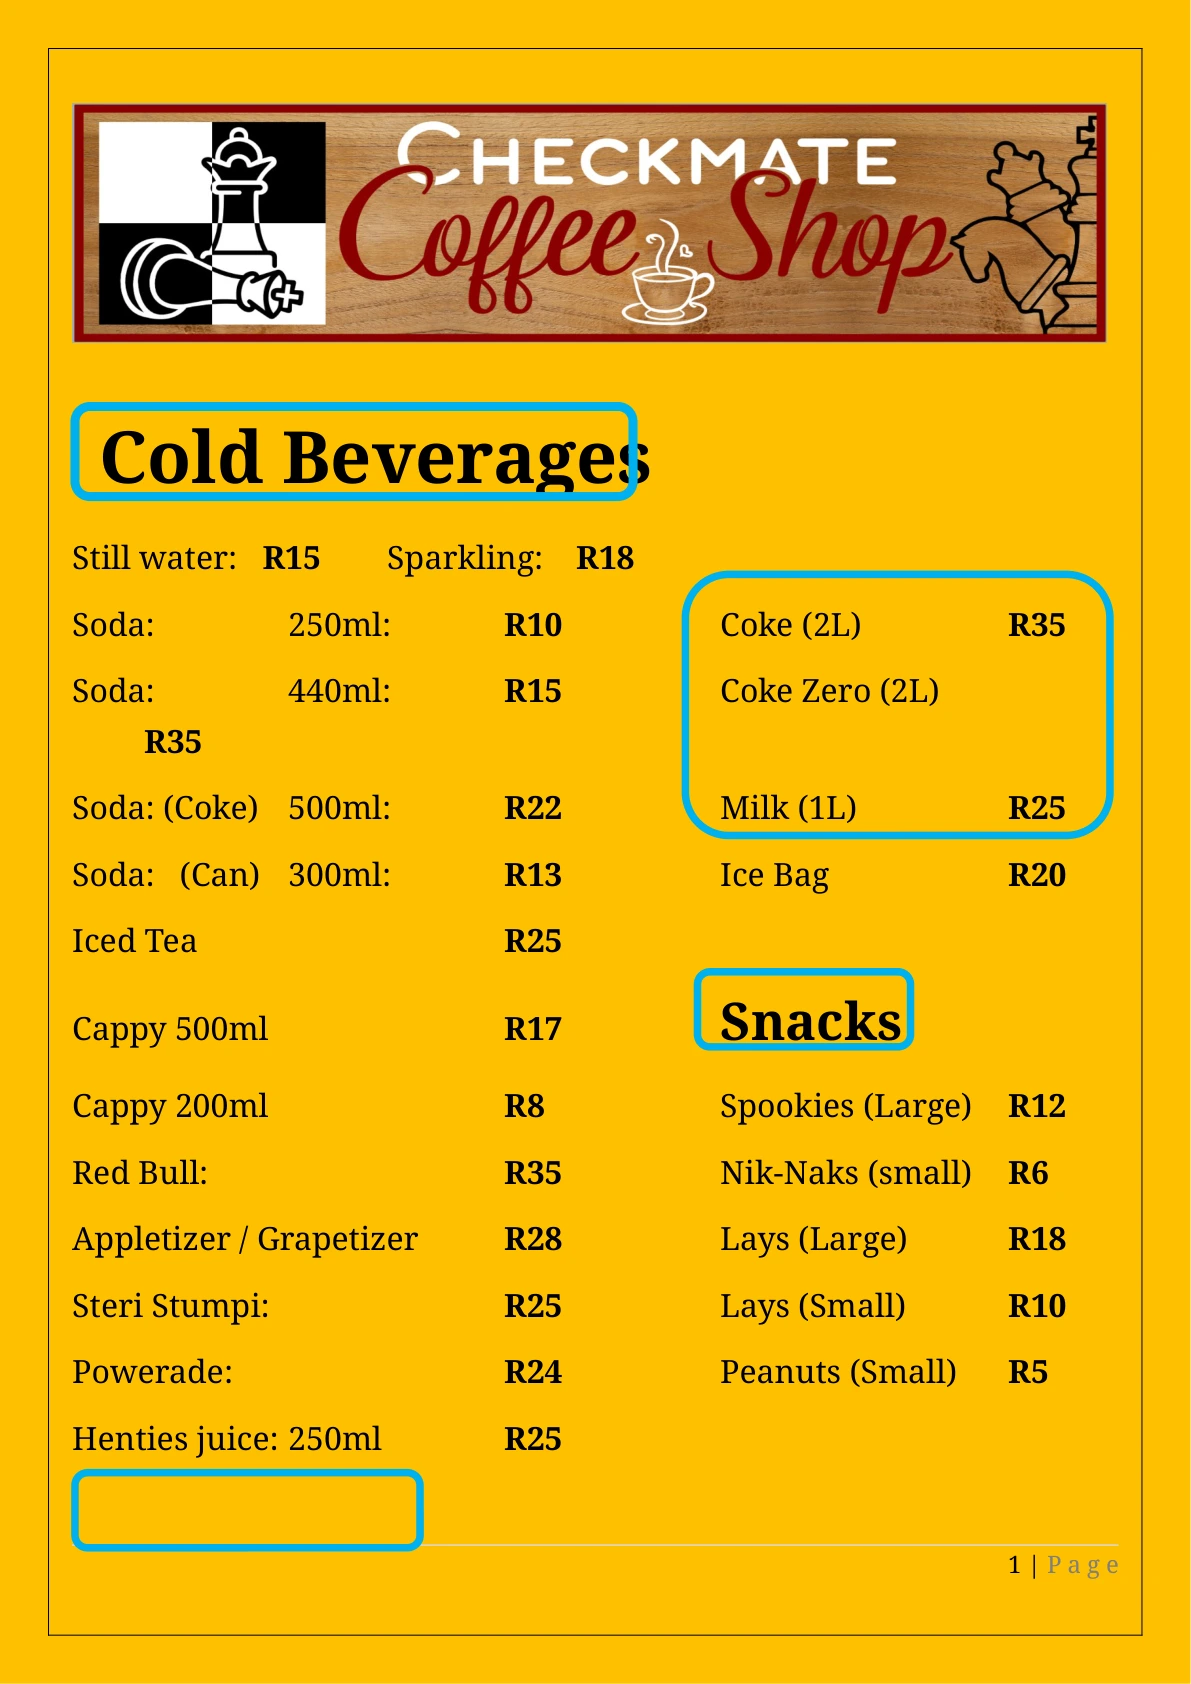 CHECKMATE
Coffee Shop
Cold Beverages
Still water: R15 Sparkling: R18
Soda: 250ml: R10 Coke (2L) R35
Soda: 440ml: R15 Coke Zero (2L)
R35
Soda: (Coke) 500ml: R22 Milk (1L) R25
Soda: (Can) 300ml: R13 Ice Bag R20
Iced Tea R25
Cappy 500ml R17 Snacks
Cappy 200ml R8 Spookies (Large) R12
Red Bull: R35 Nik-Naks (small) R6
Appletizer / Grapetizer R28 Lays (Large) R18
Steri Stumpi: R25 Lays (Small) R10
Powerade: R24 Peanuts (Small) R5
Henties juice: 250ml R25
1 | Page